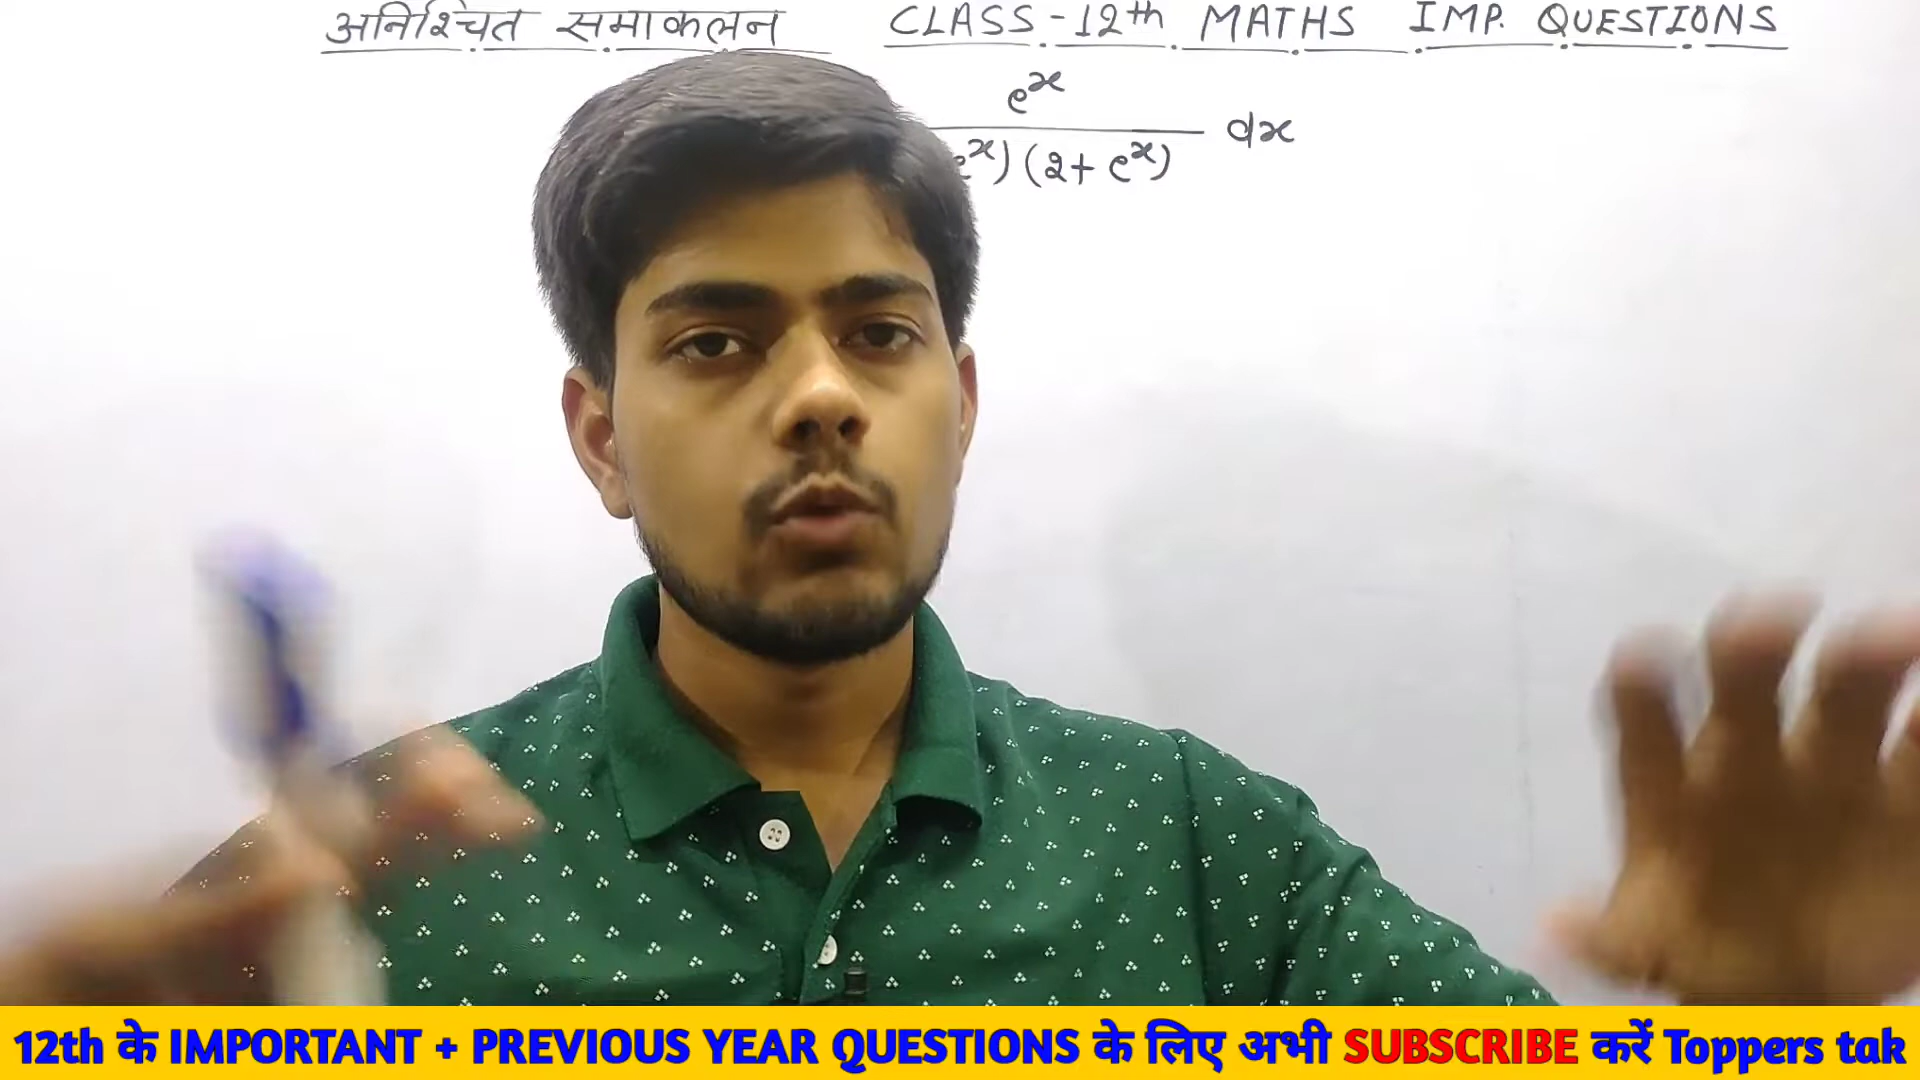 अनिश्चित समाकलन CLASS-12th MATHS IMP. QUESTIONS
e^x
e^x) (2 + e^x) dx
12th के IMPORTANT + PREVIOUS YEAR QUESTIONS के लिए अभी SUBSCRIBE करें Toppers tak